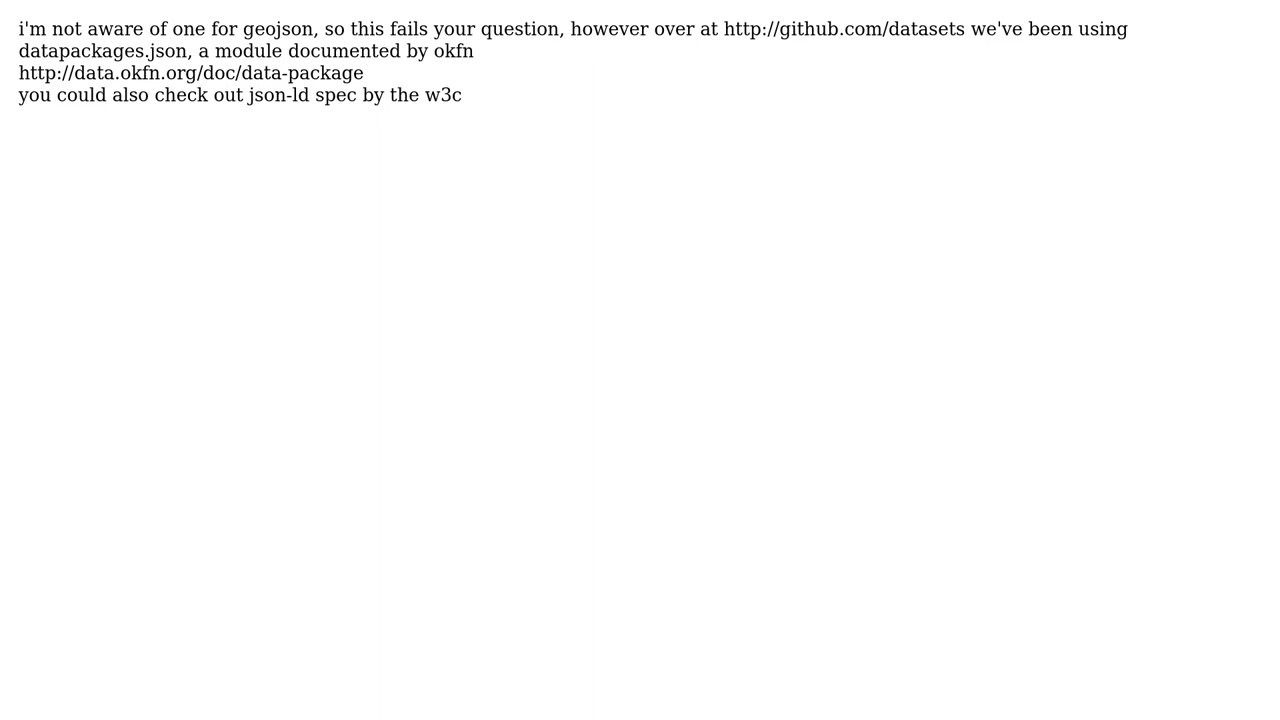 i'm not aware of one for geojson, so this fails your question, however over at http://github.com/datasets we've been using
datapackages.json, a module documented by okfn
http://data.okfn.org/doc/data-package
you could also check out json-ld spec by the w3c